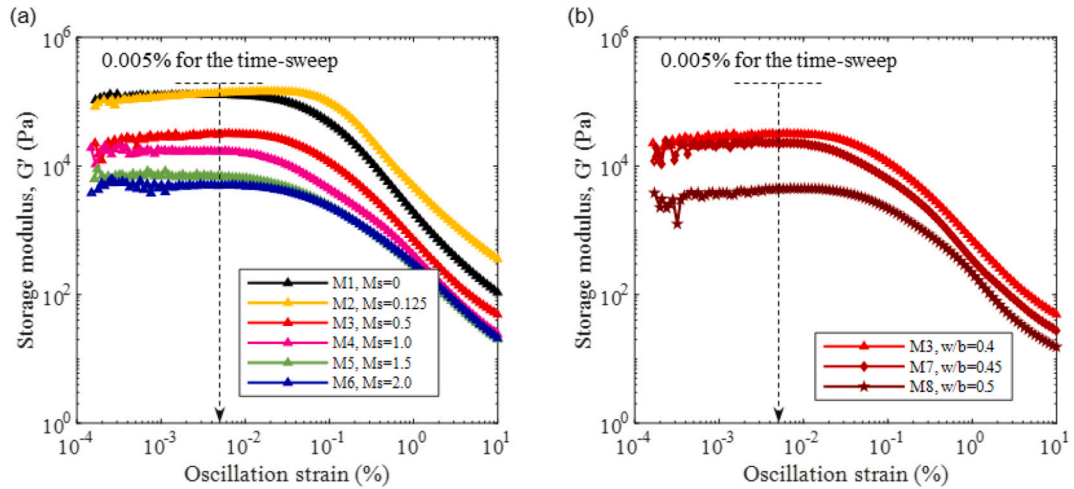 (a)
10^6
0.005% for the time-sweep
10^4
10^2
10^0
Storage modulus, G' (Pa)
M1, Ms=0
M2, Ms=0.125
M3, Ms=0.5
M4, Ms=1.0
M5, Ms=1.5
M6, Ms=2.0
10^-4 10^-3 10^-2 10^-1 10^0 10^1
Oscillation strain (%)
(b)
10^6
0.005% for the time-sweep
10^4
10^2
10^0
Storage modulus, G' (Pa)
M3, w/b=0.4
M7, w/b=0.45
M8, w/b=0.5
10^-4 10^-3 10^-2 10^-1 10^0 10^1
Oscillation strain (%)